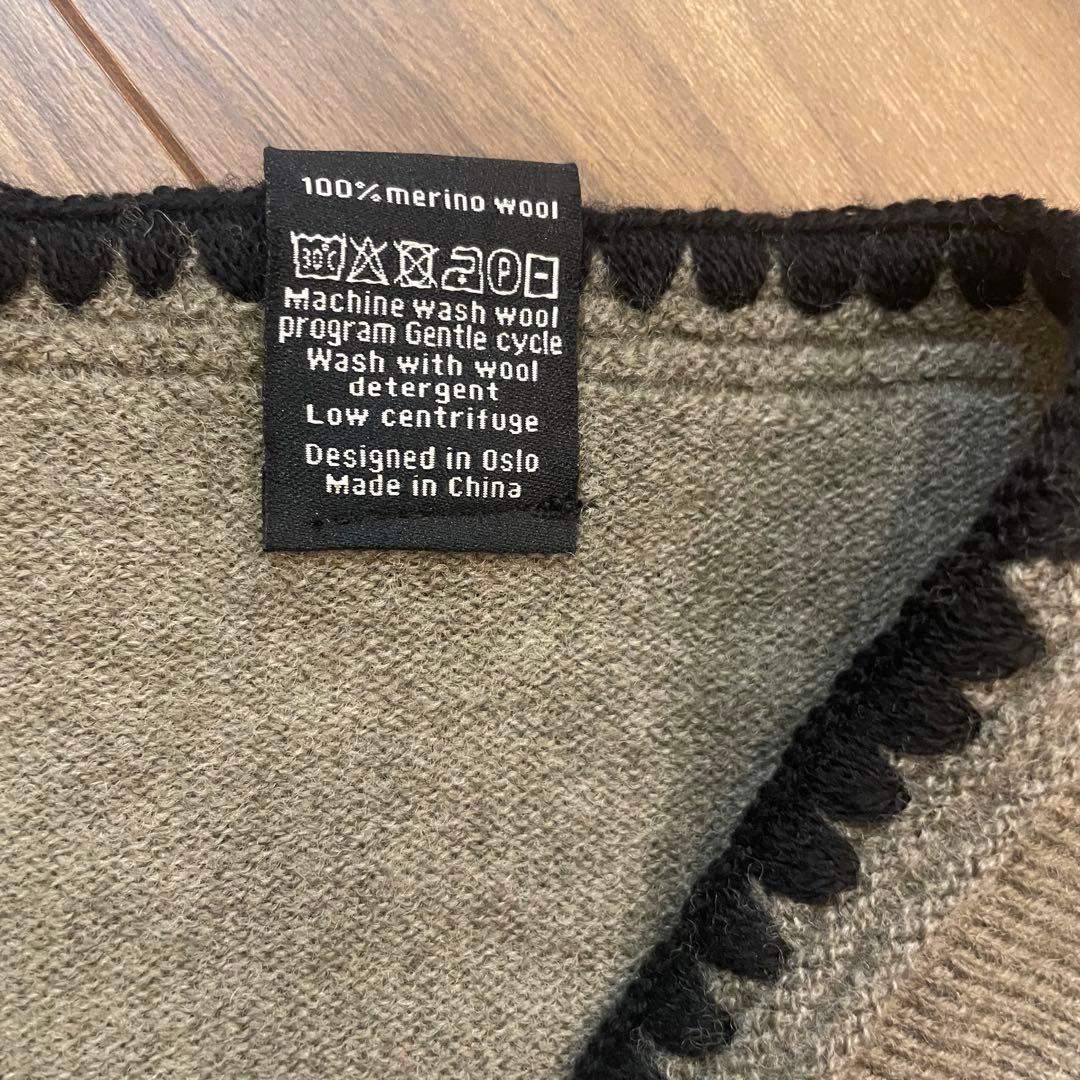 100% merino wool
30°C P
Machine wash wool
program Gentle cycle
Wash with wool
detergent
Low centrifuge
Designed in Oslo
Made in China